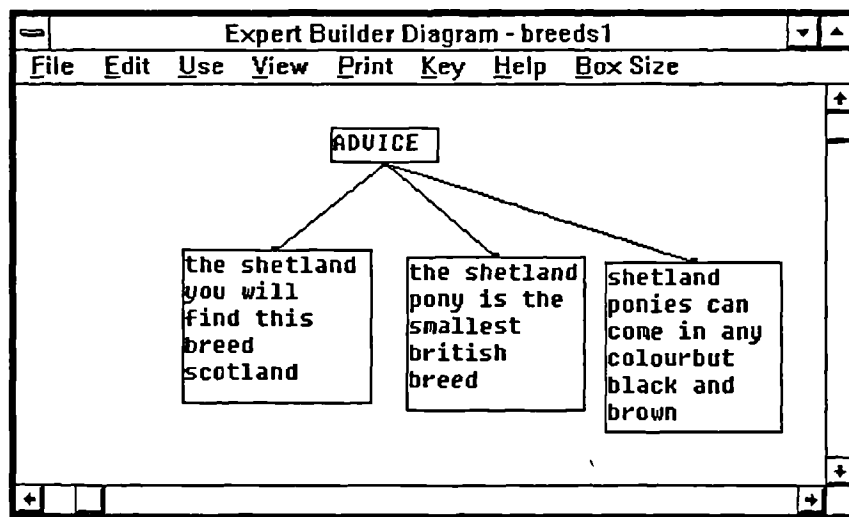 Expert Builder Diagram - breeds1
File Edit Use View Print Key Help Box Size
ADVICE
the shetland
you will
find this
breed
scotland
the shetland
pony is the
smallest
british
breed
shetland
ponies can
come in any
colourbut
black and
brown